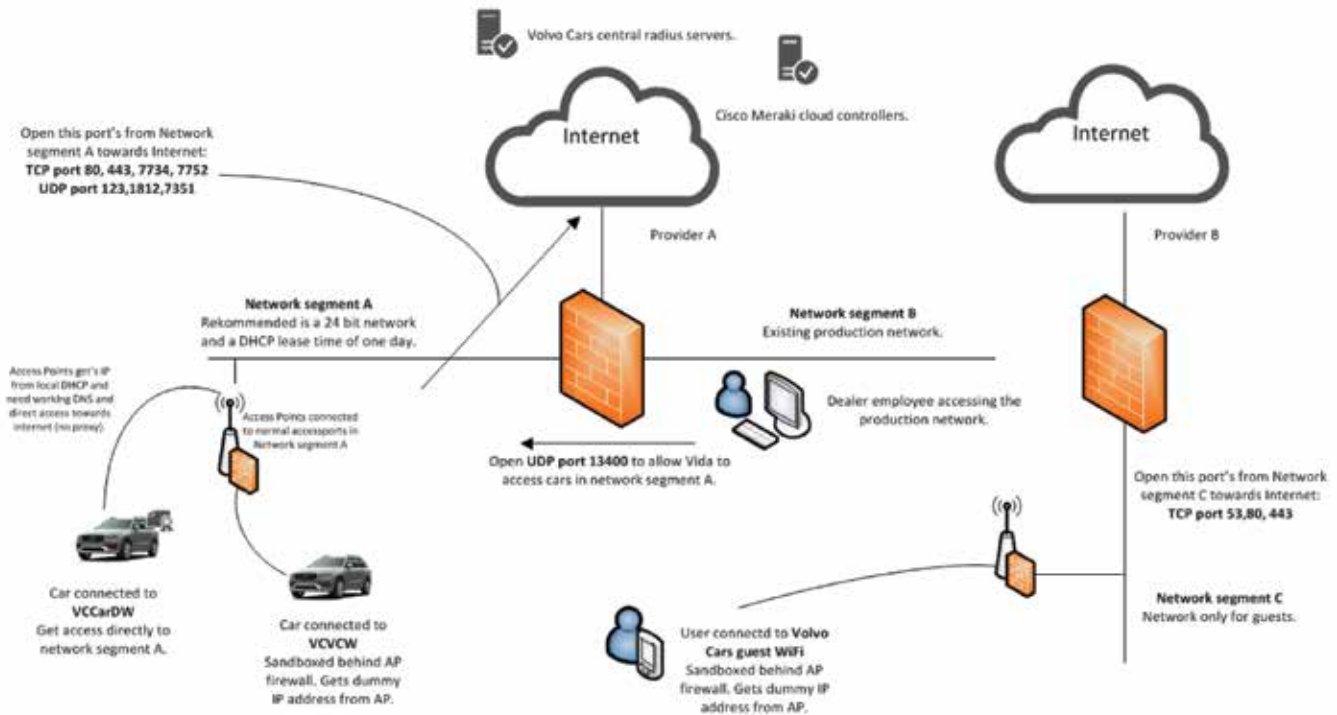 Volvo Cars central radius servers.
Cisco Meraki cloud controllers.
Internet
Internet
Open this port's from Network
segment A towards Internet:
TCP port 80, 443, 7734, 7752
UDP port 123,1812,7351
Provider A
Provider B
Network segment A
Rekommended is a 24 bit network
and a DHCP lease time of one day.
Network segment B
Existing production network.
Access Points get's IP
from local DHCP and
need working DNS and
direct access towards
internet (no proxy).
Access Points connected
to normal accessports in
Network segment A
Dealer employee accessing the
production network.
Open UDP port 13400 to allow Vida to
access cars in network segment A.
Open this port's from Network
segment C towards Internet:
TCP port 53,80, 443
Car connected to
VCCarDW
Get access directly to
network segment A.
Car connected to
VCVCW
Sandboxed behind AP
firewall. Gets dummy
IP address from AP.
User connectd to Volvo
Cars guest WiFi
Sandboxed behind AP
firewall. Gets dummy IP
address from AP.
Network segment C
Network only for guests.